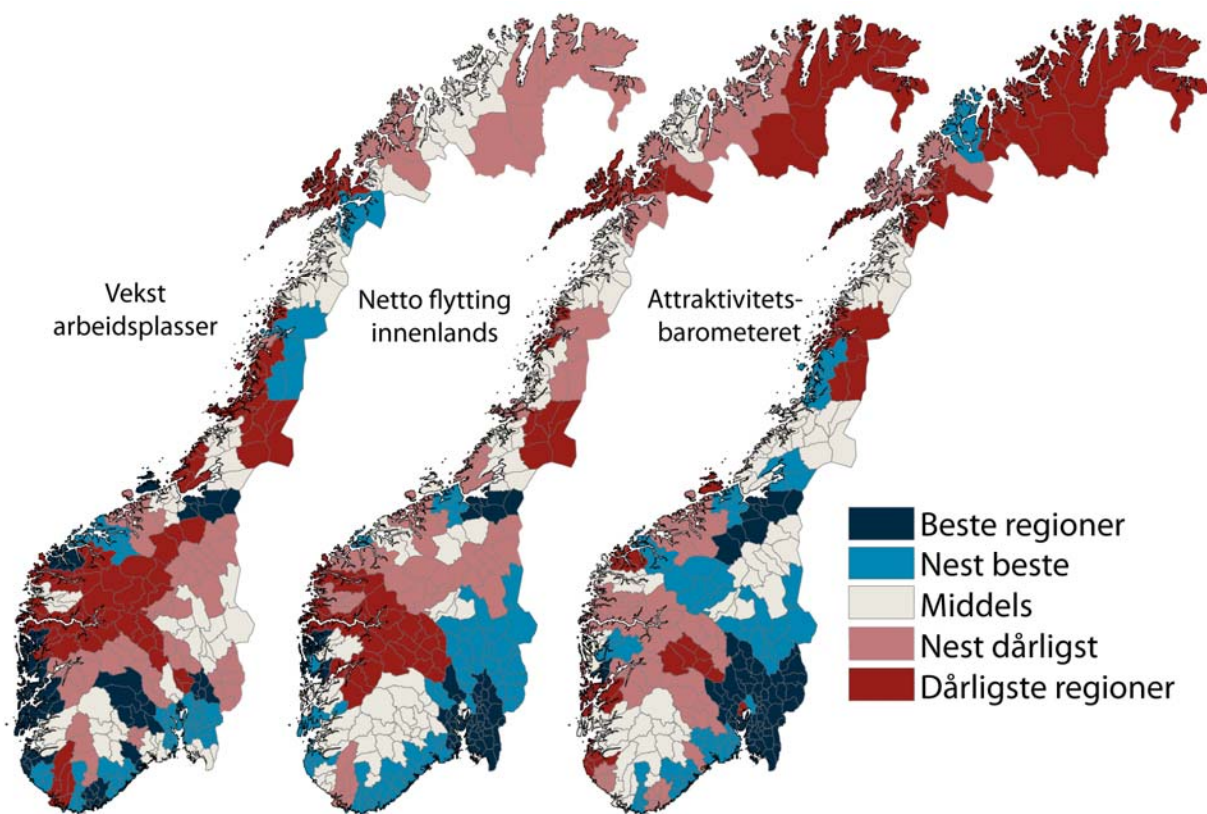 Vekst
arbeidsplasser
Netto flytting
innenlands
Attraktivitets-
barometeret
Beste regioner
Nest beste
Middels
Nest dårligst
Dårligste regioner